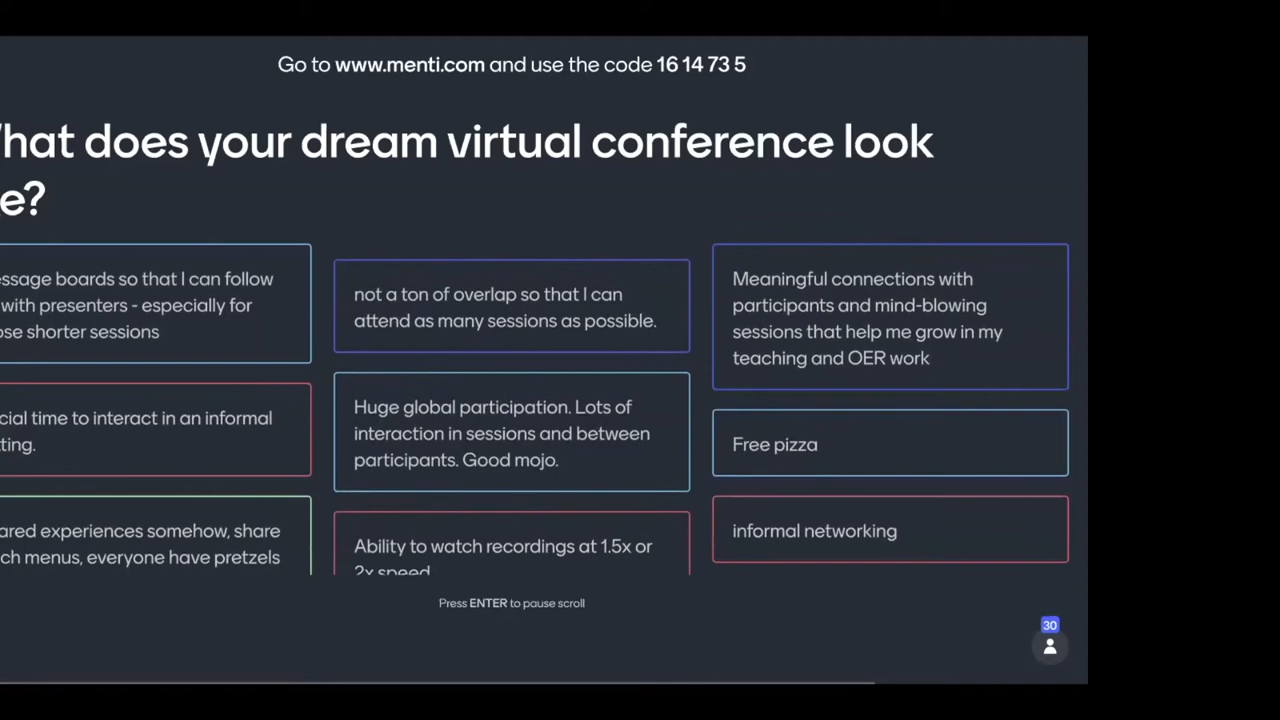 Go to www.menti.com and use the code 16 14 73 5
hat does your dream virtual conference look
e?
essage boards so that I can follow
with presenters - especially for
ose shorter sessions
cial time to interact in an informal
tting.
ared experiences somehow, share
ch menus, everyone have pretzels
not a ton of overlap so that I can
attend as many sessions as possible.
Huge global participation. Lots of
interaction in sessions and between
participants. Good mojo.
Ability to watch recordings at 1.5x or
2x speed
Meaningful connections with
participants and mind-blowing
sessions that help me grow in my
teaching and OER work
Free pizza
informal networking
Press ENTER to pause scroll
30